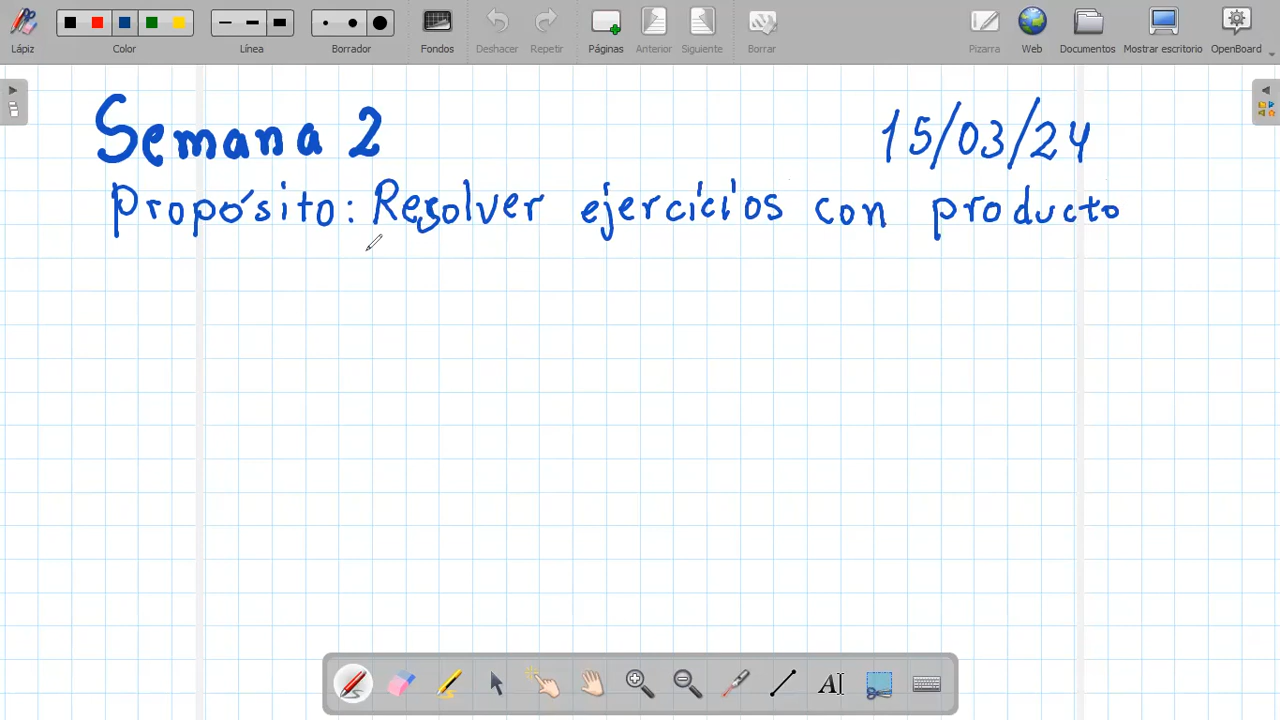 Lápiz Color Línea Borrador Fondos Deshacer Repetir Páginas Anterior Siguiente Borrar Pizarra Web Documentos Mostrar escritorio OpenBoard
Semana 2 15/03/24
Propósito: Resolver ejercicios con producto